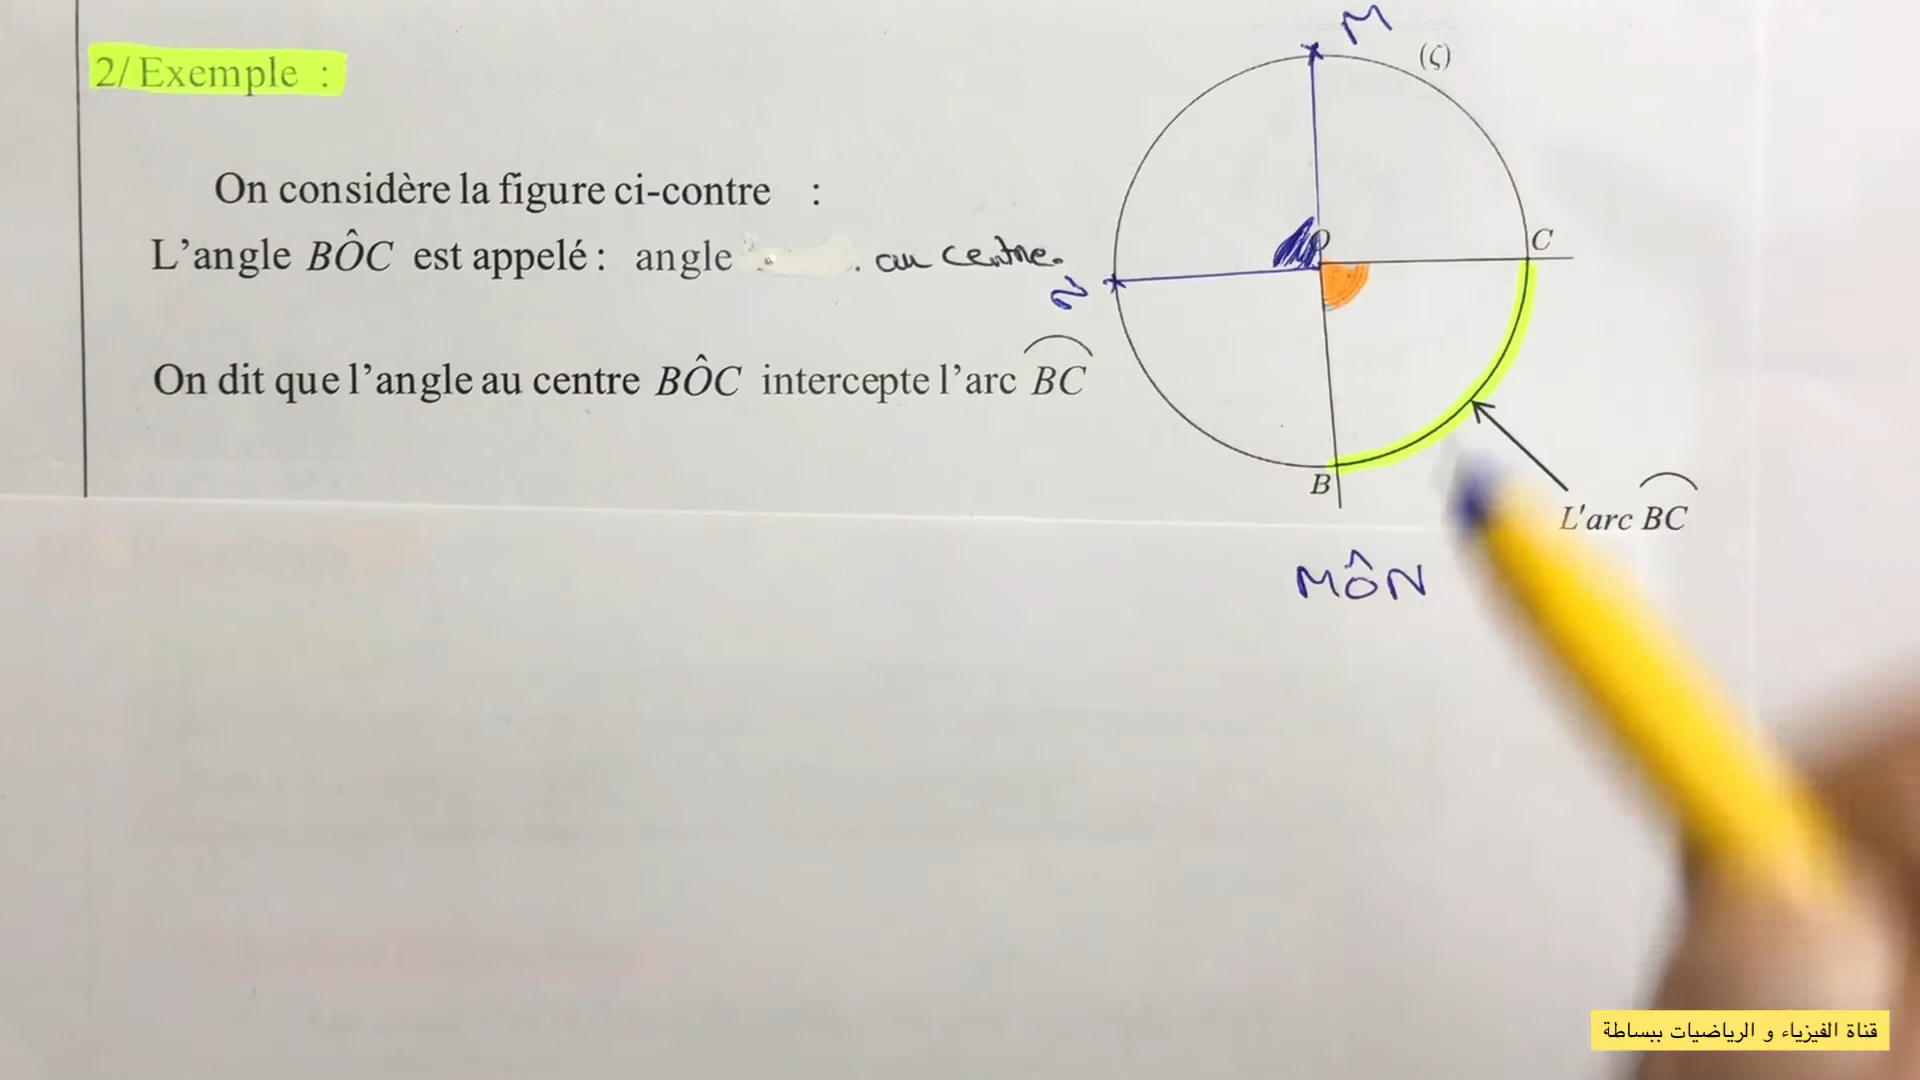 2/ Exemple :
On considère la figure ci-contre :
L'angle BÔC est appelé : angle . au centre.
On dit que l'angle au centre BÔC intercepte l'arc BC
M
(ζ)
O
C
N
B
L'arc BC
MÔN
قناة الفيزياء و الرياضيات ببساطة